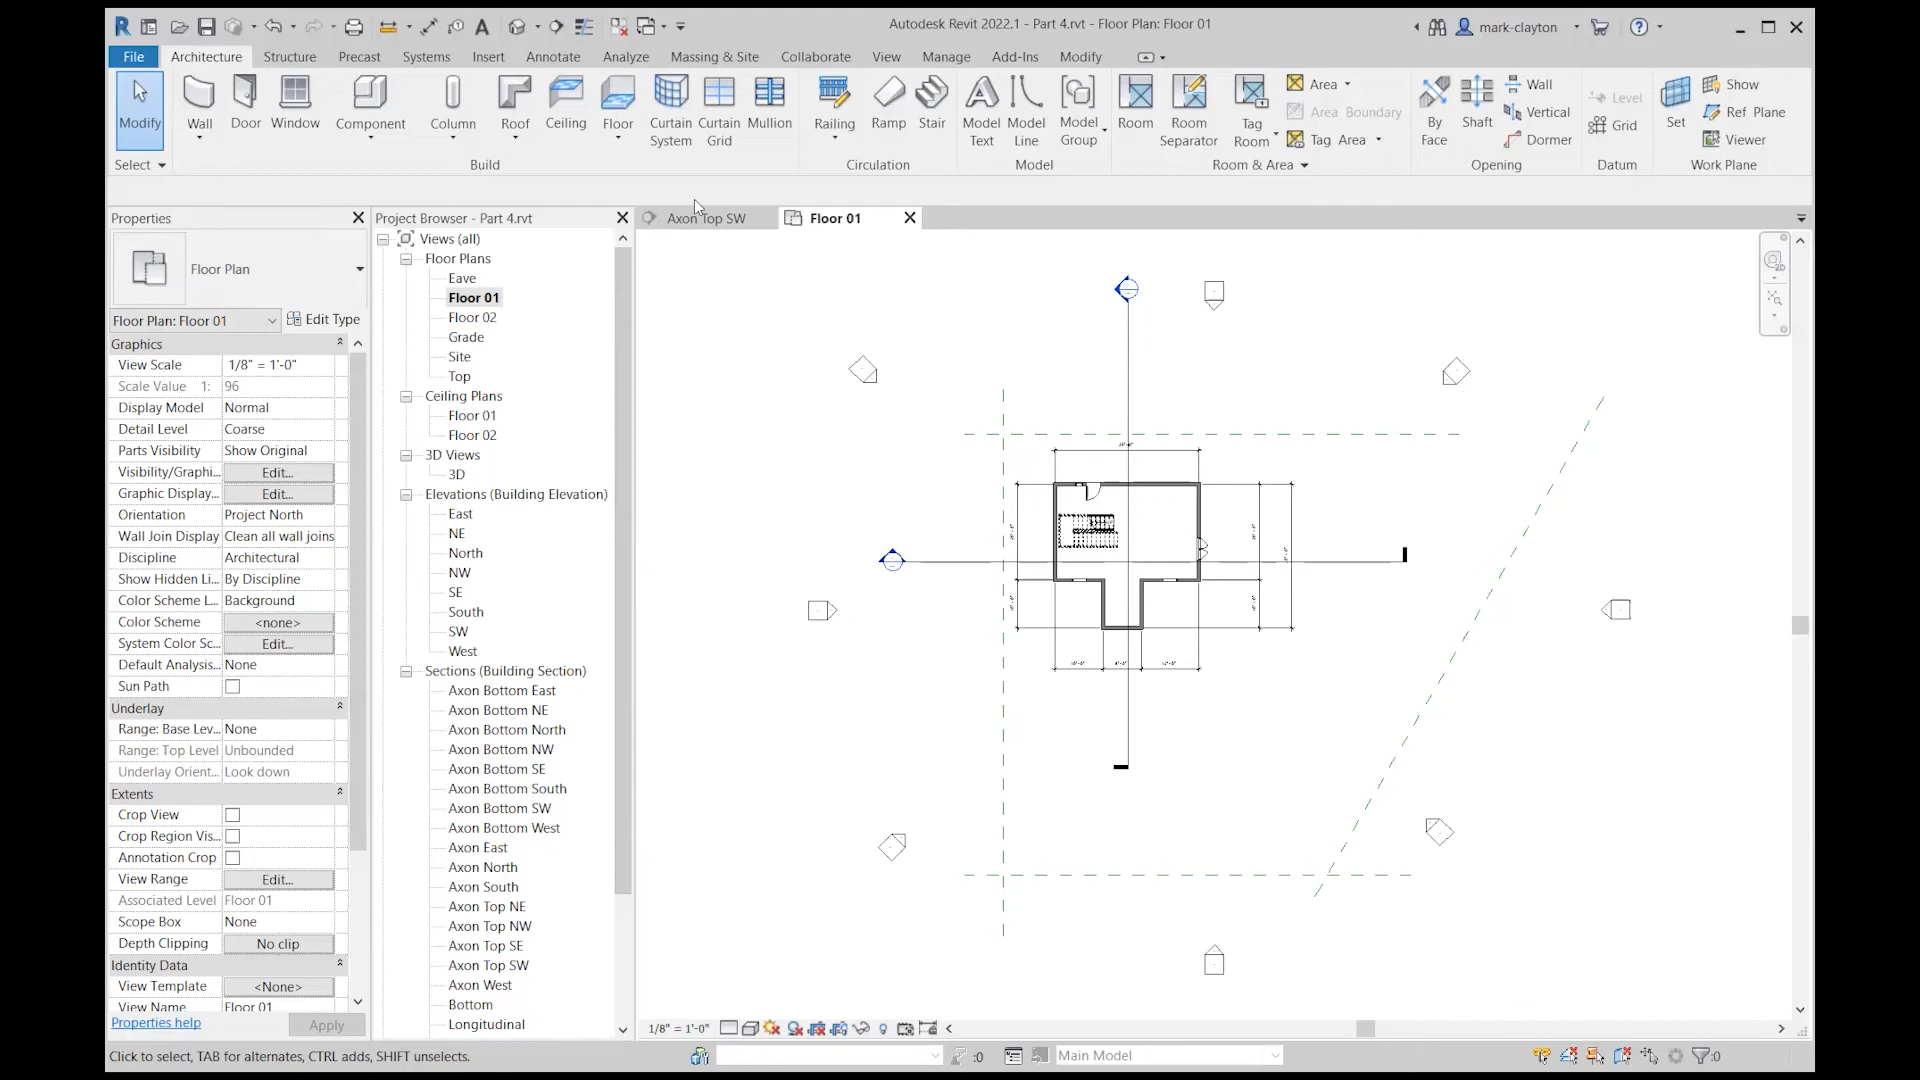 Autodesk Revit 2022.1 - Part 4.rvt - Floor Plan: Floor 01
mark-clayton
File Architecture Structure Precast Systems Insert Annotate Analyze Massing & Site Collaborate View Manage Add-Ins Modify
Modify Wall Door Window Component Column Roof Ceiling Floor Curtain System Curtain Grid Mullion Railing Ramp Stair Model Text Model Line Model Group Room Room Separator Tag Room
Area
Area Boundary
Tag Area
By Face Shaft
Wall
Vertical
Dormer
Level
Grid
Set
Show
Ref Plane
Viewer
Select Build Circulation Model Room & Area Opening Datum Work Plane
Properties
Floor Plan
Floor Plan: Floor 01 Edit Type
Graphics
View Scale 1/8" = 1'-0"
Scale Value 1: 96
Display Model Normal
Detail Level Coarse
Parts Visibility Show Original
Visibility/Graphi... Edit...
Graphic Display... Edit...
Orientation Project North
Wall Join Display Clean all wall joins
Discipline Architectural
Show Hidden Li... By Discipline
Color Scheme L... Background
Color Scheme <none>
System Color Sc... Edit...
Default Analysis... None
Sun Path
Underlay
Range: Base Lev... None
Range: Top Level Unbounded
Underlay Orient... Look down
Extents
Crop View
Crop Region Vis...
Annotation Crop
View Range Edit...
Associated Level Floor 01
Scope Box None
Depth Clipping No clip
Identity Data
View Template <None>
View Name Floor 01
Properties help Apply
Project Browser - Part 4.rvt
Views (all)
Floor Plans
Eave
Floor 01
Floor 02
Grade
Site
Top
Ceiling Plans
Floor 01
Floor 02
3D Views
3D
Elevations (Building Elevation)
East
NE
North
NW
SE
South
SW
West
Sections (Building Section)
Axon Bottom East
Axon Bottom NE
Axon Bottom North
Axon Bottom NW
Axon Bottom SE
Axon Bottom South
Axon Bottom SW
Axon Bottom West
Axon East
Axon North
Axon South
Axon Top NE
Axon Top NW
Axon Top SE
Axon Top SW
Axon West
Bottom
Longitudinal
Axon Top SW Floor 01
2D
1/8" = 1'-0"
Click to select, TAB for alternates, CTRL adds, SHIFT unselects.
:0
Main Model
:0